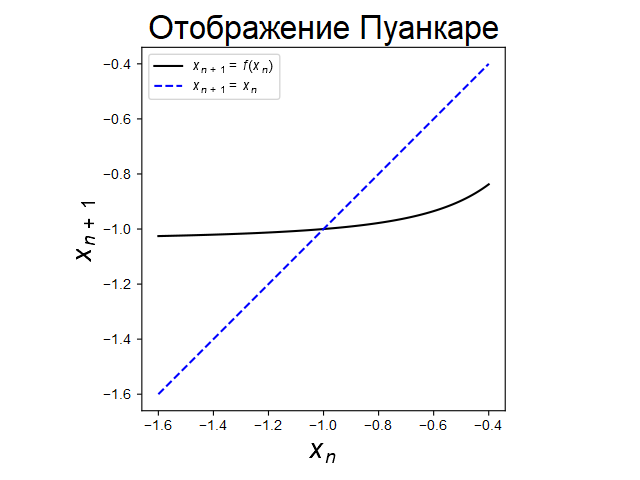 Отображение Пуанкаре
x n + 1 = f(x n)
x n + 1 = x n
−0.4
−0.6
−0.8
−1.0
−1.2
−1.4
−1.6
x n + 1
−1.6 −1.4 −1.2 −1.0 −0.8 −0.6 −0.4
x n